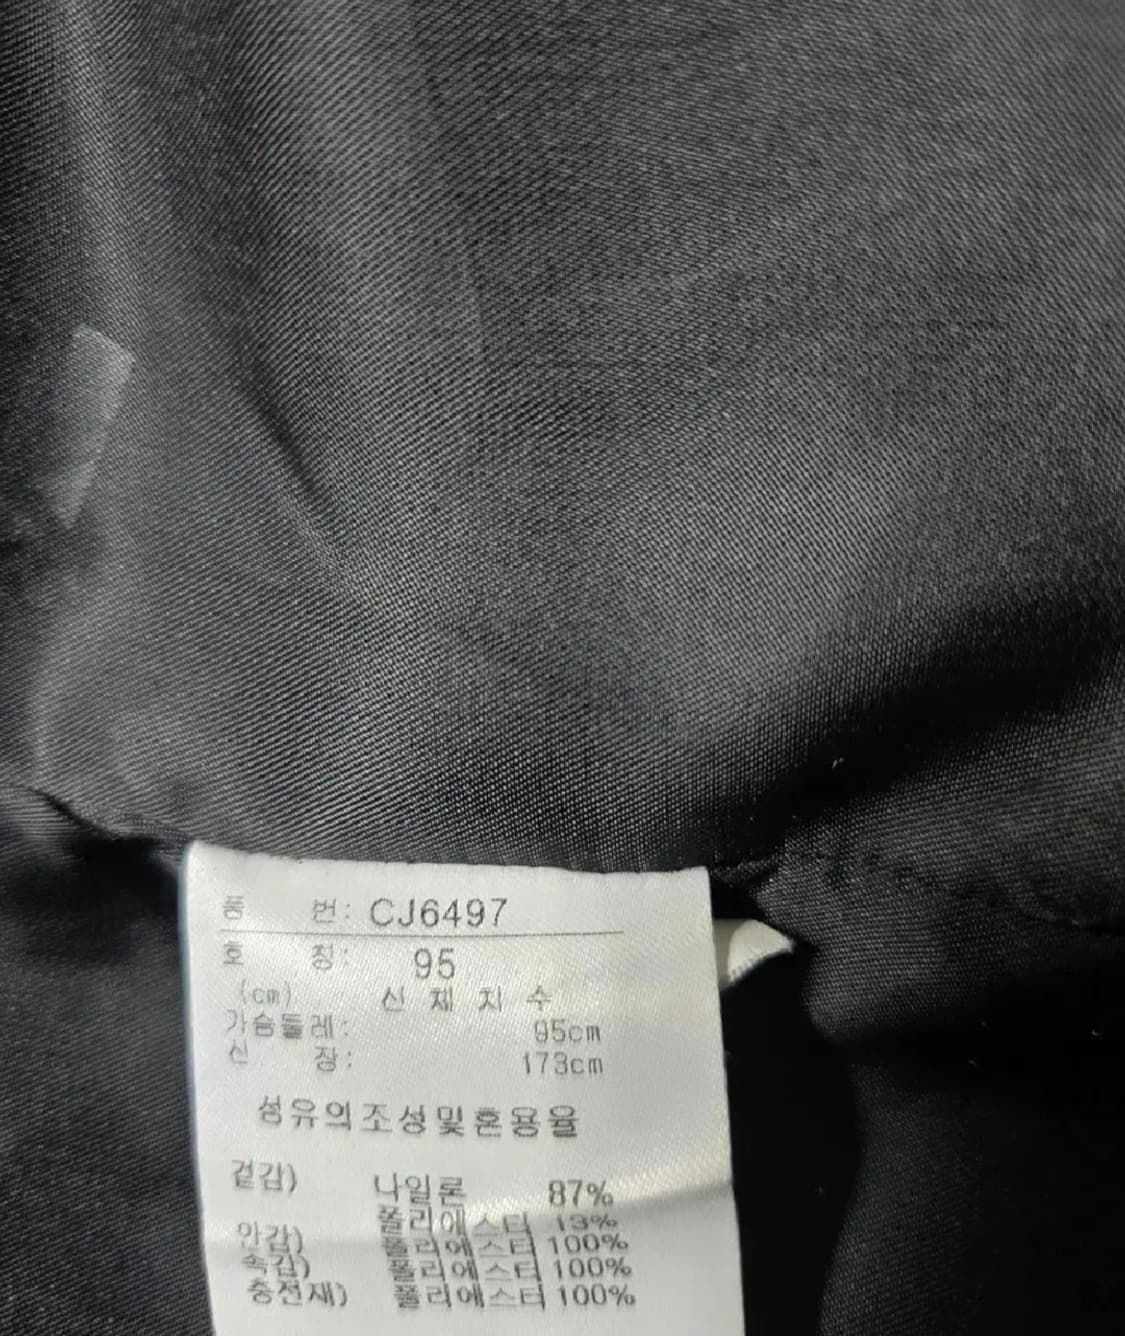 품 번: CJ6497
호 칭: 95
(cm) 신 체 치 수
가슴둘레: 95cm
신 장: 173cm
섬유의조성및혼용율
겉감) 나일론 87%
폴리에스터 13%
안감) 폴리에스터 100%
속감) 폴리에스터 100%
충전재) 폴리에스터 100%